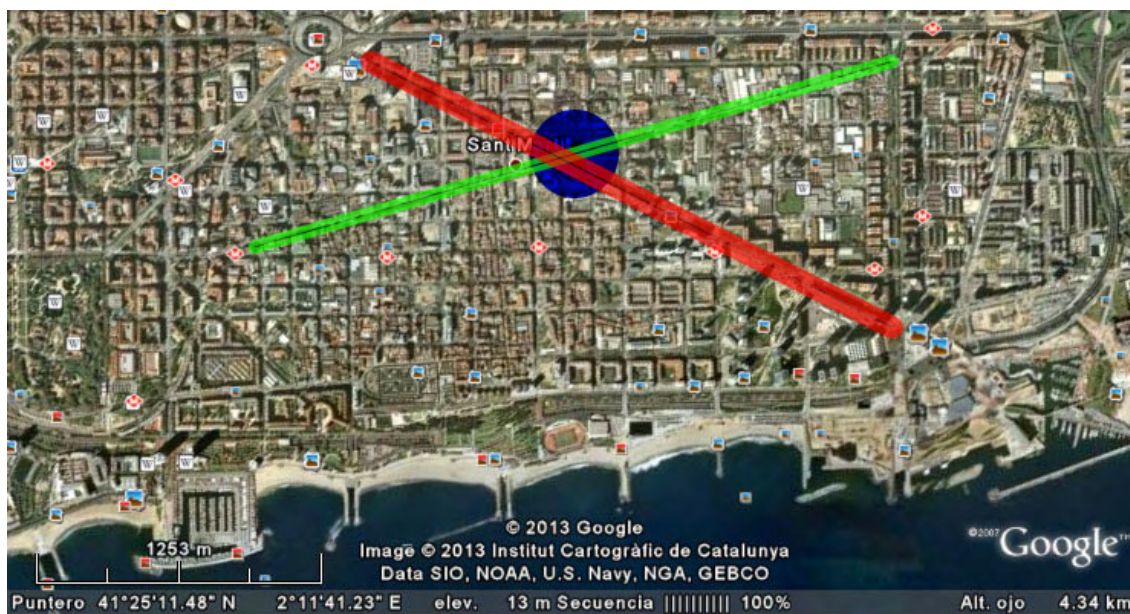 Sant M
© 2013 Google
©2007 Google™
Image © 2013 Institut Cartogràfic de Catalunya
1253 m
Data SIO, NOAA, U.S. Navy, NGA, GEBCO
Puntero 41°25'11.48" N 2°11'41.23" E elev. 13 m Secuencia |||||||||| 100% Alt. ojo 4.34 km